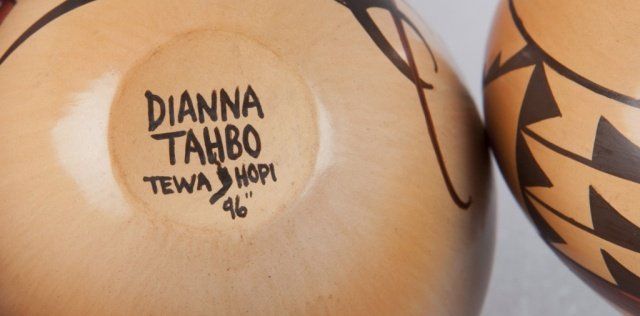 DIANNA
TAHBO
TEWA HOPI
96"